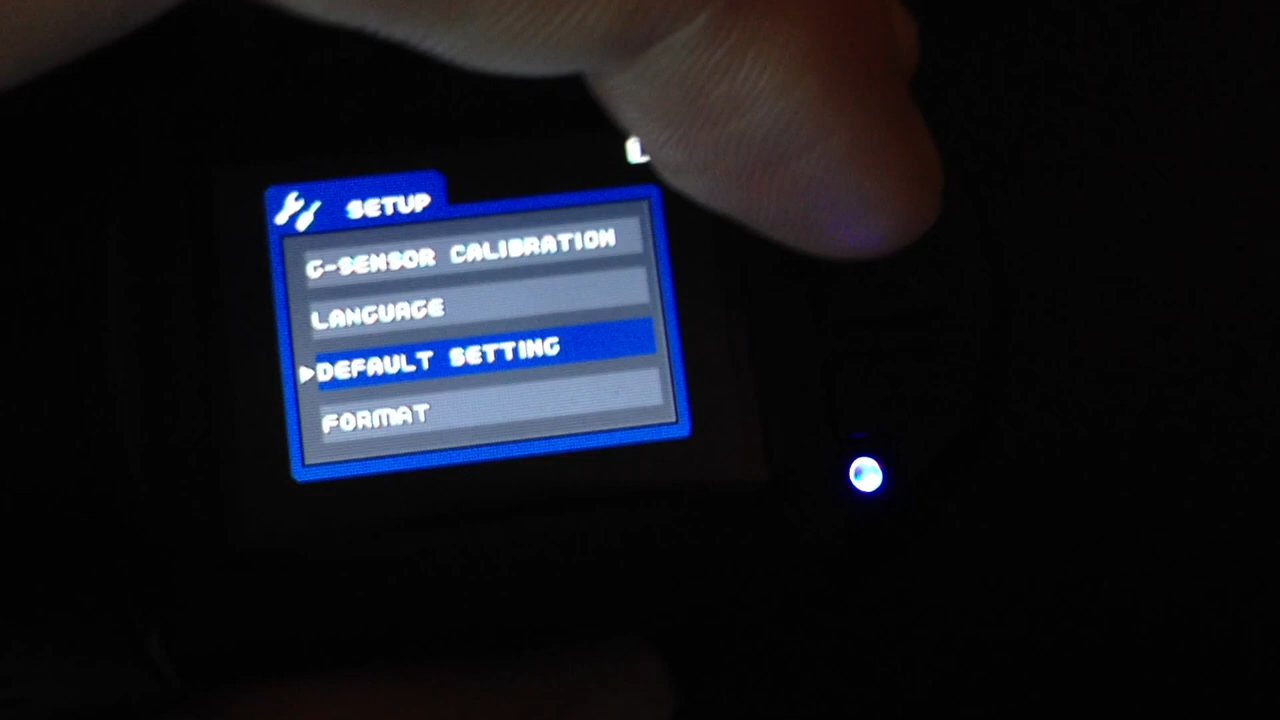 SETUP
G-SENSOR CALIBRATION
LANGUAGE
DEFAULT SETTING
FORMAT